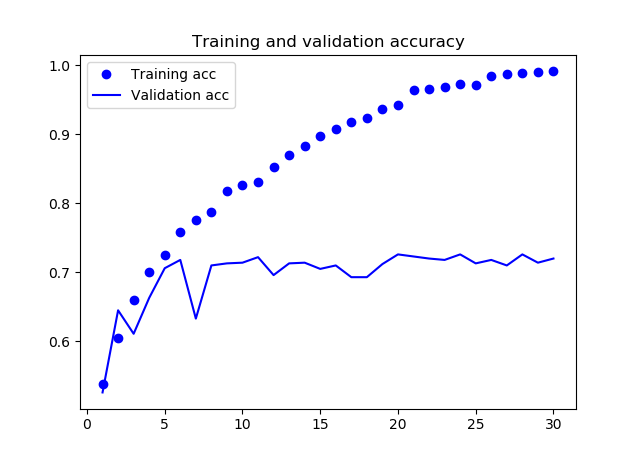 Training and validation accuracy
1.0
0.9
0.8
0.7
0.6
Training acc
Validation acc
0 5 10 15 20 25 30